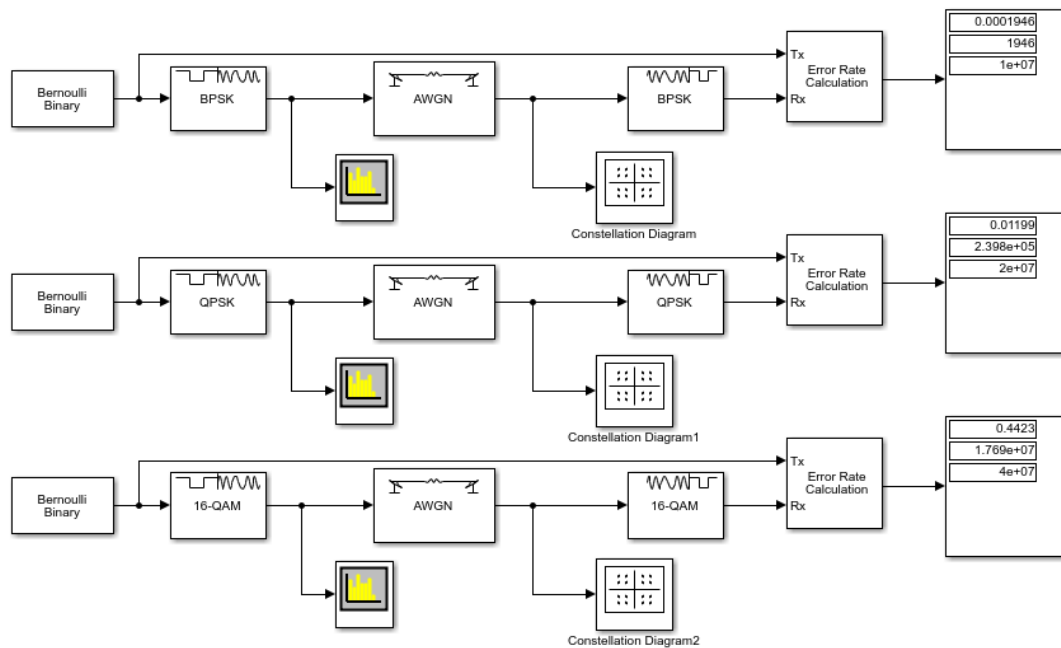 0.0001946
1946
1e+07
Tx
Error Rate
Calculation
Rx
Bernoulli
Binary
BPSK
AWGN
BPSK
Constellation Diagram
0.01199
2.398e+05
2e+07
Tx
Error Rate
Calculation
Rx
Bernoulli
Binary
QPSK
AWGN
QPSK
Constellation Diagram1
0.4423
1.769e+07
4e+07
Tx
Error Rate
Calculation
Rx
Bernoulli
Binary
16-QAM
AWGN
16-QAM
Constellation Diagram2